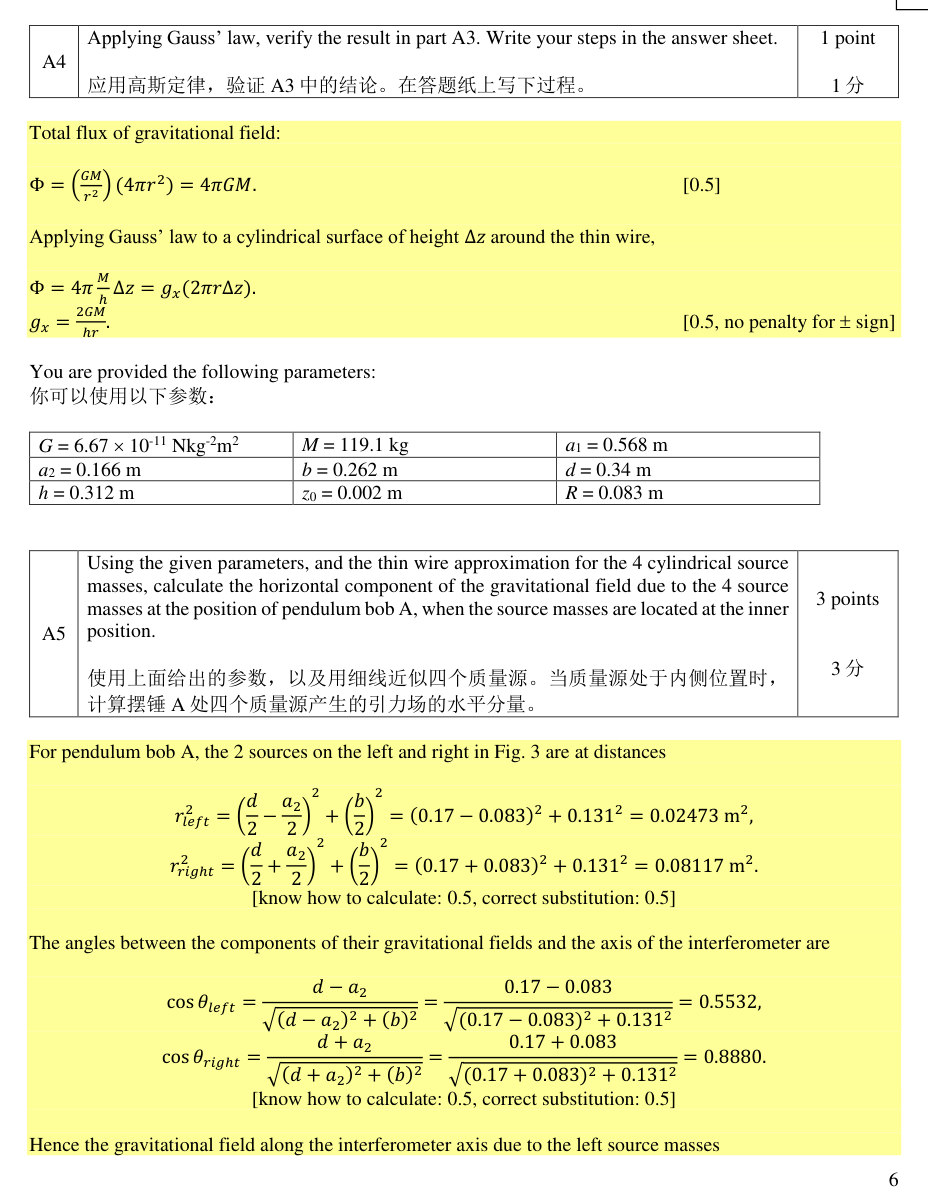 A4
Applying Gauss’ law, verify the result in part A3. Write your steps in the answer sheet.
应用高斯定律，验证 A3 中的结论。在答题纸上写下过程。
1 point
1 分
Total flux of gravitational field:
Φ = (GM/r²)(4πr²) = 4πGM. [0.5]
Applying Gauss’ law to a cylindrical surface of height Δz around the thin wire,
Φ = 4π M/h Δz = gₓ(2πrΔz).
gₓ = 2GM/hr. [0.5, no penalty for ± sign]
You are provided the following parameters:
你可以使用以下参数：
G = 6.67 × 10⁻¹¹ Nkg⁻²m² M = 119.1 kg a₁ = 0.568 m
a₂ = 0.166 m b = 0.262 m d = 0.34 m
h = 0.312 m z₀ = 0.002 m R = 0.083 m
A5
Using the given parameters, and the thin wire approximation for the 4 cylindrical source
masses, calculate the horizontal component of the gravitational field due to the 4 source
masses at the position of pendulum bob A, when the source masses are located at the inner
position.
使用上面给出的参数，以及用细线近似四个质量源。当质量源处于内侧位置时，
计算摆锤 A 处四个质量源产生的引力场的水平分量。
3 points
3 分
For pendulum bob A, the 2 sources on the left and right in Fig. 3 are at distances
r²_left = (d/2 − a₂/2)² + (b/2)² = (0.17 − 0.083)² + 0.131² = 0.02473 m²,
r²_right = (d/2 + a₂/2)² + (b/2)² = (0.17 + 0.083)² + 0.131² = 0.08117 m².
[know how to calculate: 0.5, correct substitution: 0.5]
The angles between the components of their gravitational fields and the axis of the interferometer are
cos θ_left = (d − a₂)/√((d − a₂)² + (b)²) = (0.17 − 0.083)/√((0.17 − 0.083)² + 0.131²) = 0.5532,
cos θ_right = (d + a₂)/√((d + a₂)² + (b)²) = (0.17 + 0.083)/√((0.17 + 0.083)² + 0.131²) = 0.8880.
[know how to calculate: 0.5, correct substitution: 0.5]
Hence the gravitational field along the interferometer axis due to the left source masses
6